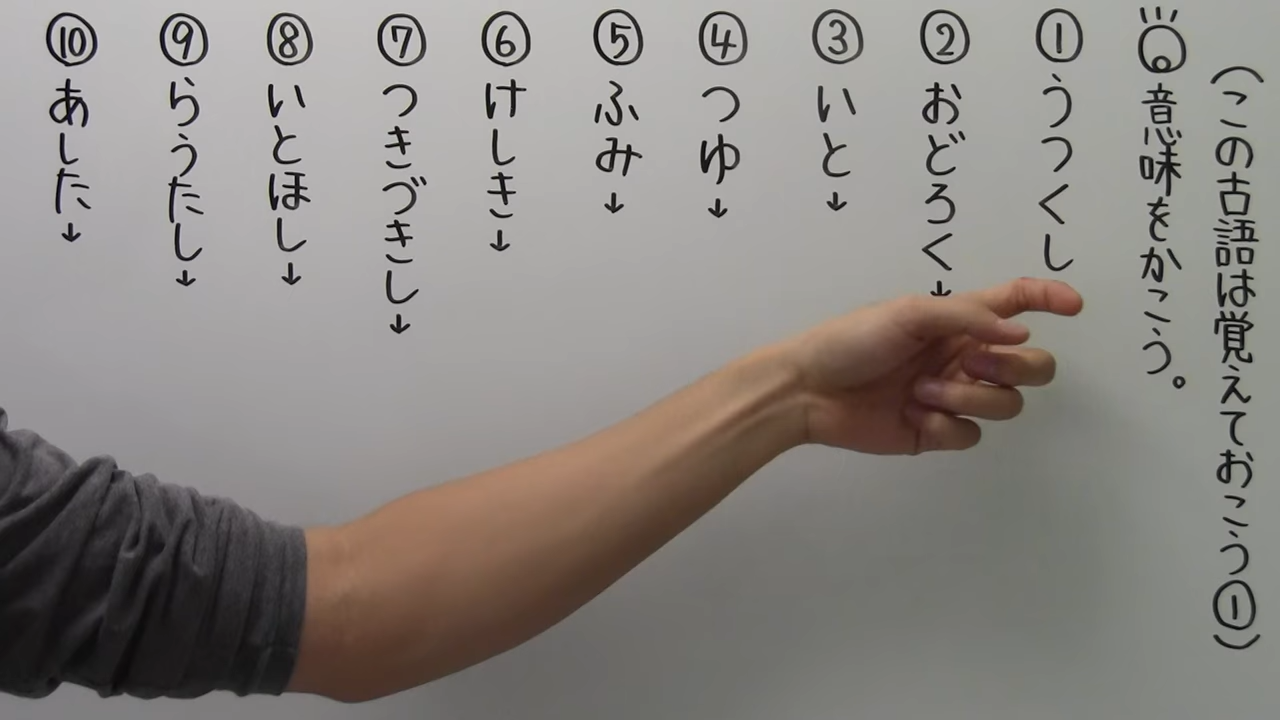 (この古語は覚えておこう①)
意味をかこう。
①うつくし
②おどろく↓
③いと↓
④つゆ↓
⑤ふみ↓
⑥けしき↓
⑦つきづきし↓
⑧いとほし↓
⑨らうたし↓
⑩あした↓